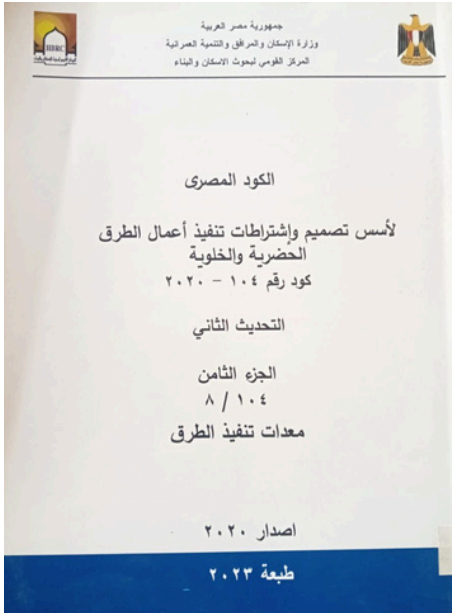 جمهورية مصر العربية
وزارة الإسكان والمرافق والتنمية العمرانية
المركز القومي لبحوث الاسكان والبناء
HBRC
الكود المصرى
لأسس تصميم وإشتراطات تنفيذ أعمال الطرق
الحضرية والخلوية
كود رقم ١٠٤ – ٢٠٢٠
التحديث الثاني
الجزء الثامن
١٠٤ / ٨
معدات تنفيذ الطرق
اصدار ٢٠٢٠
طبعة ٢٠٢٣